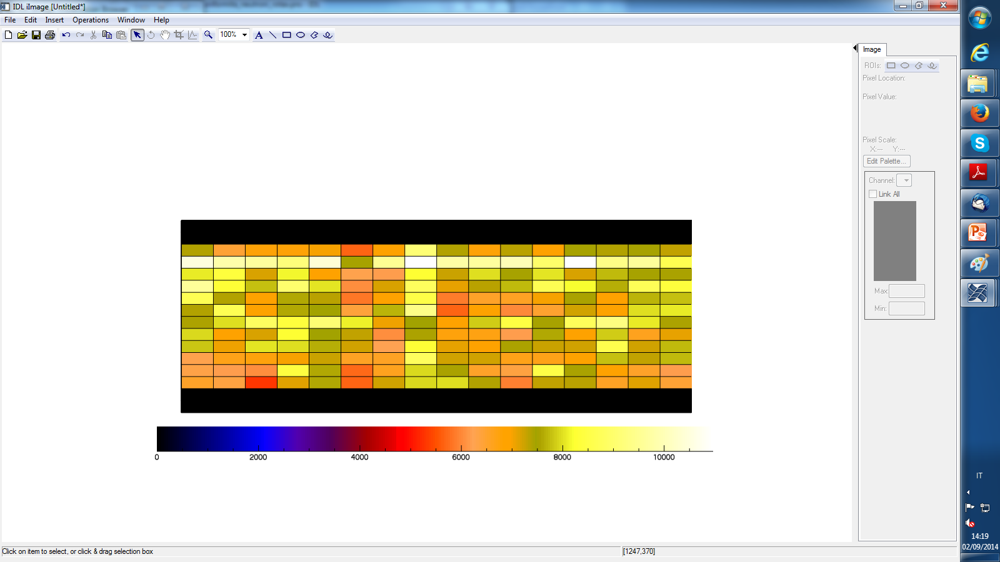 IDL iImage [Untitled*]
File Edit Insert Operations Window Help
100%
A
Image
ROIs:
Pixel Location:
Pixel Value:
Pixel Scale:
X:--- Y:---
Edit Palette...
Channel:
Link All
Max:
Min:
0 2000 4000 6000 8000 10000
Click on item to select, or click & drag selection box
[1247,370]
IT
14:19
02/09/2014